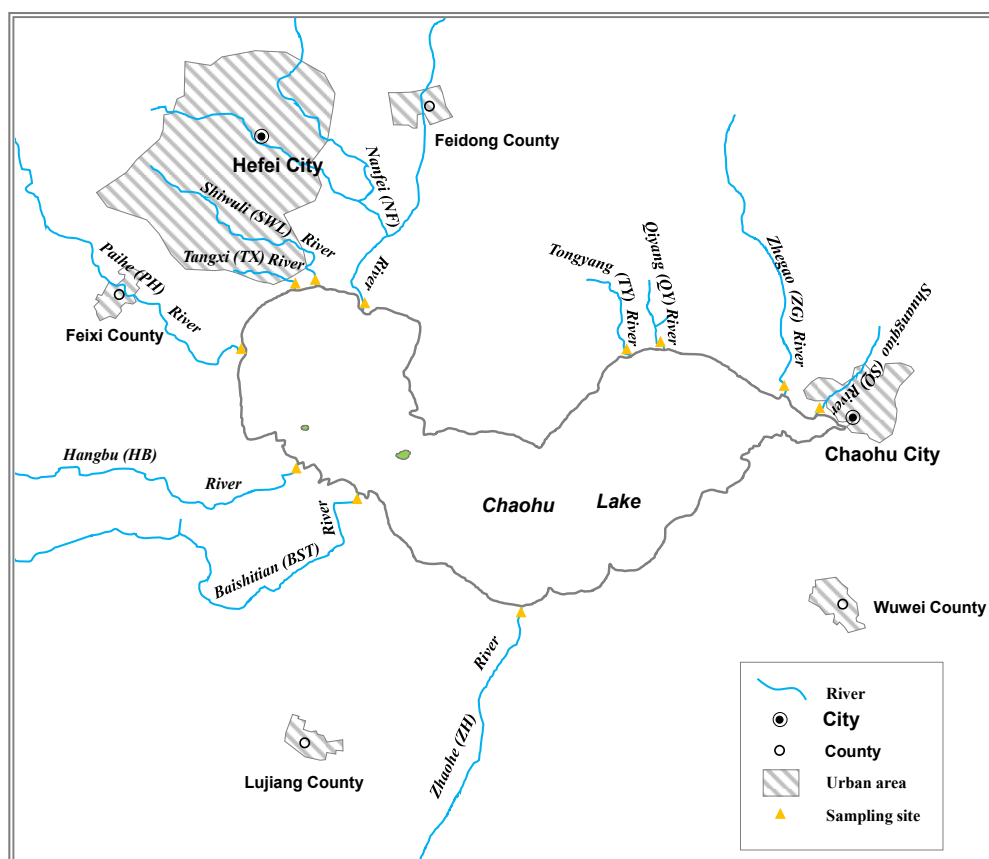 Feidong County
Hefei City
Nanfei (NF)
River
Shiwuli (SWL)
River
Tangxi (TX) River
Paihe (PH)
River
Feixi County
Tongyang (TY) River
Qiyang (QY) River
Zhegao (ZG) River
Shuangqiao (SQ) River
Chaohu City
Hangbu (HB)
River
Chaohu Lake
River
Baishitian (BST)
Wuwei County
River
Zhaohe (ZH)
Lujiang County
River
City
County
Urban area
Sampling site